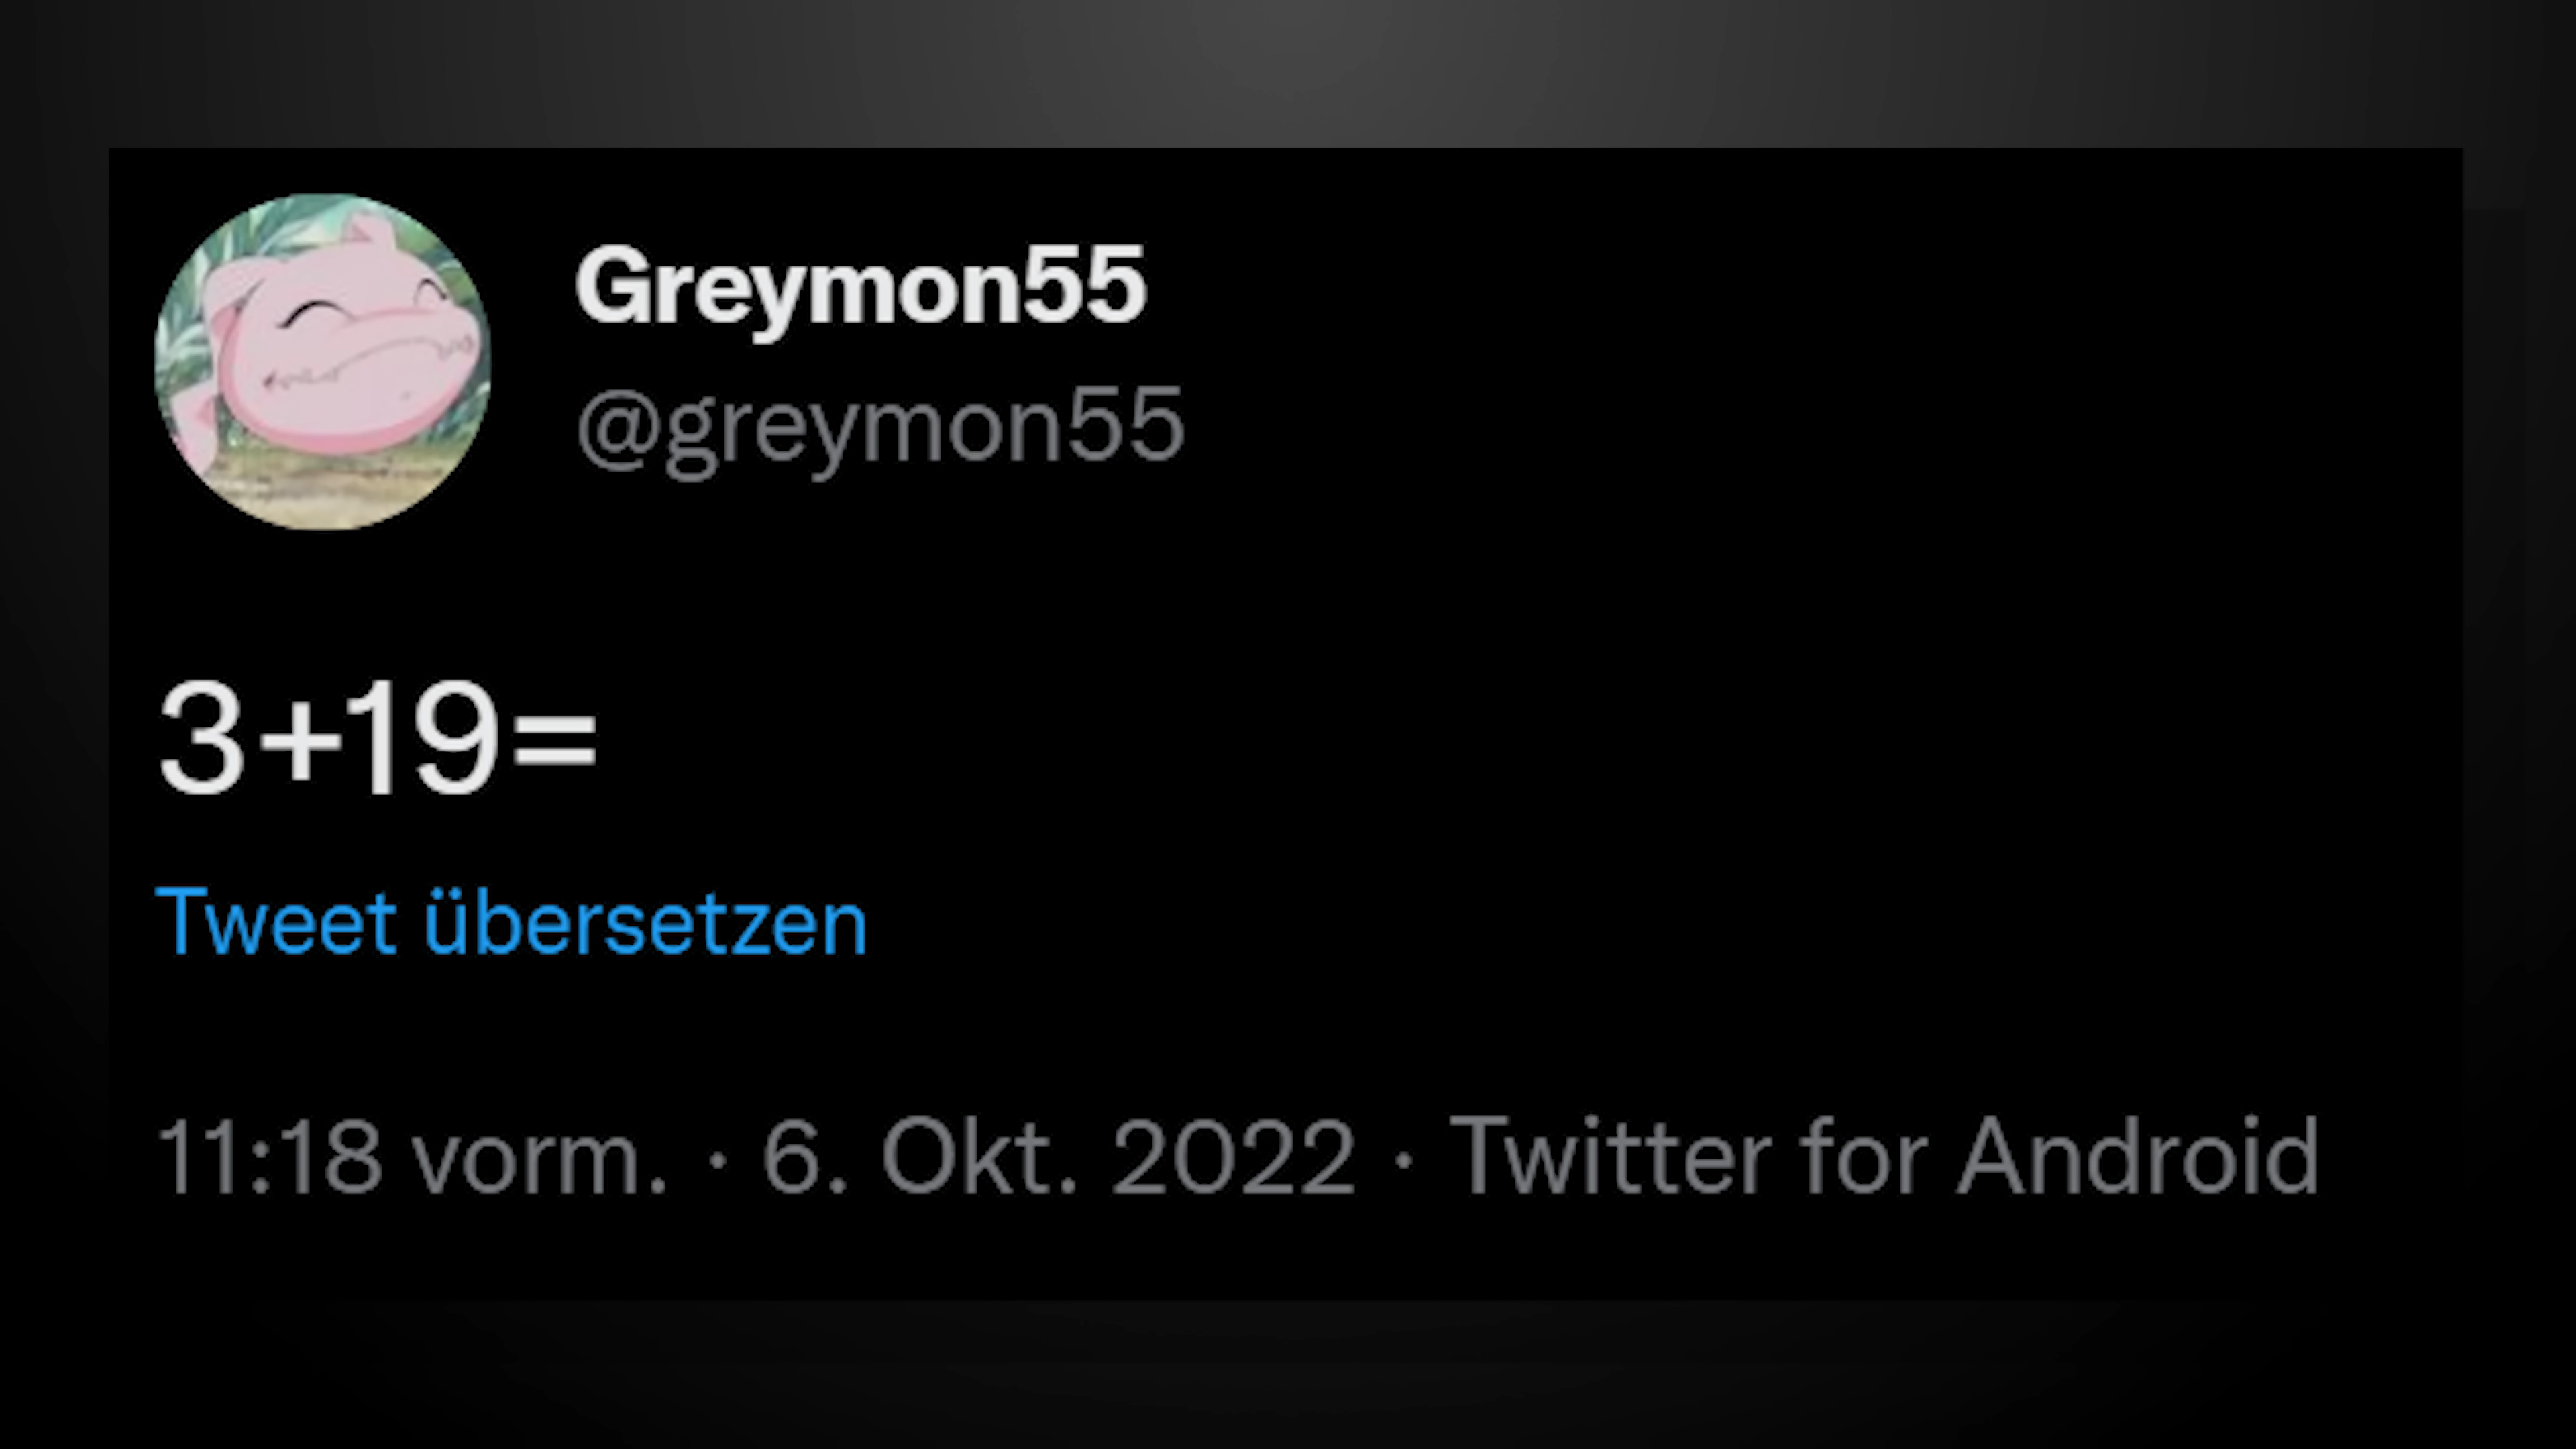 Greymon55
@greymon55
3+19=
Tweet übersetzen
11:18 vorm. · 6. Okt. 2022 · Twitter for Android